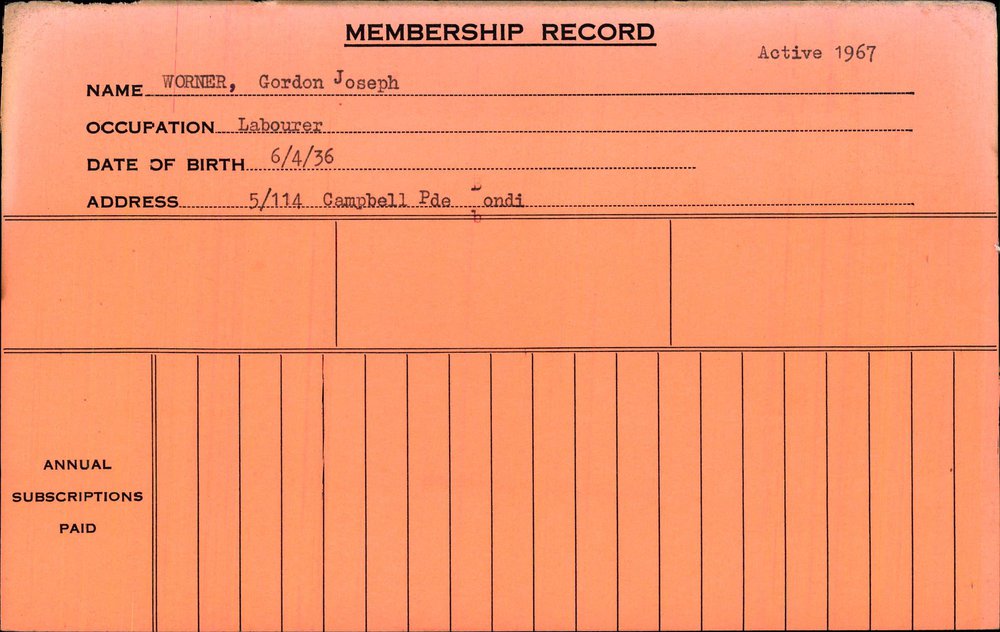 MEMBERSHIP RECORD
Active 1967
NAME WORNER, Gordon Joseph
OCCUPATION Labourer
DATE OF BIRTH 6/4/36
ADDRESS 5/114 Campbell Pde Bondi
ANNUAL
SUBSCRIPTIONS
PAID